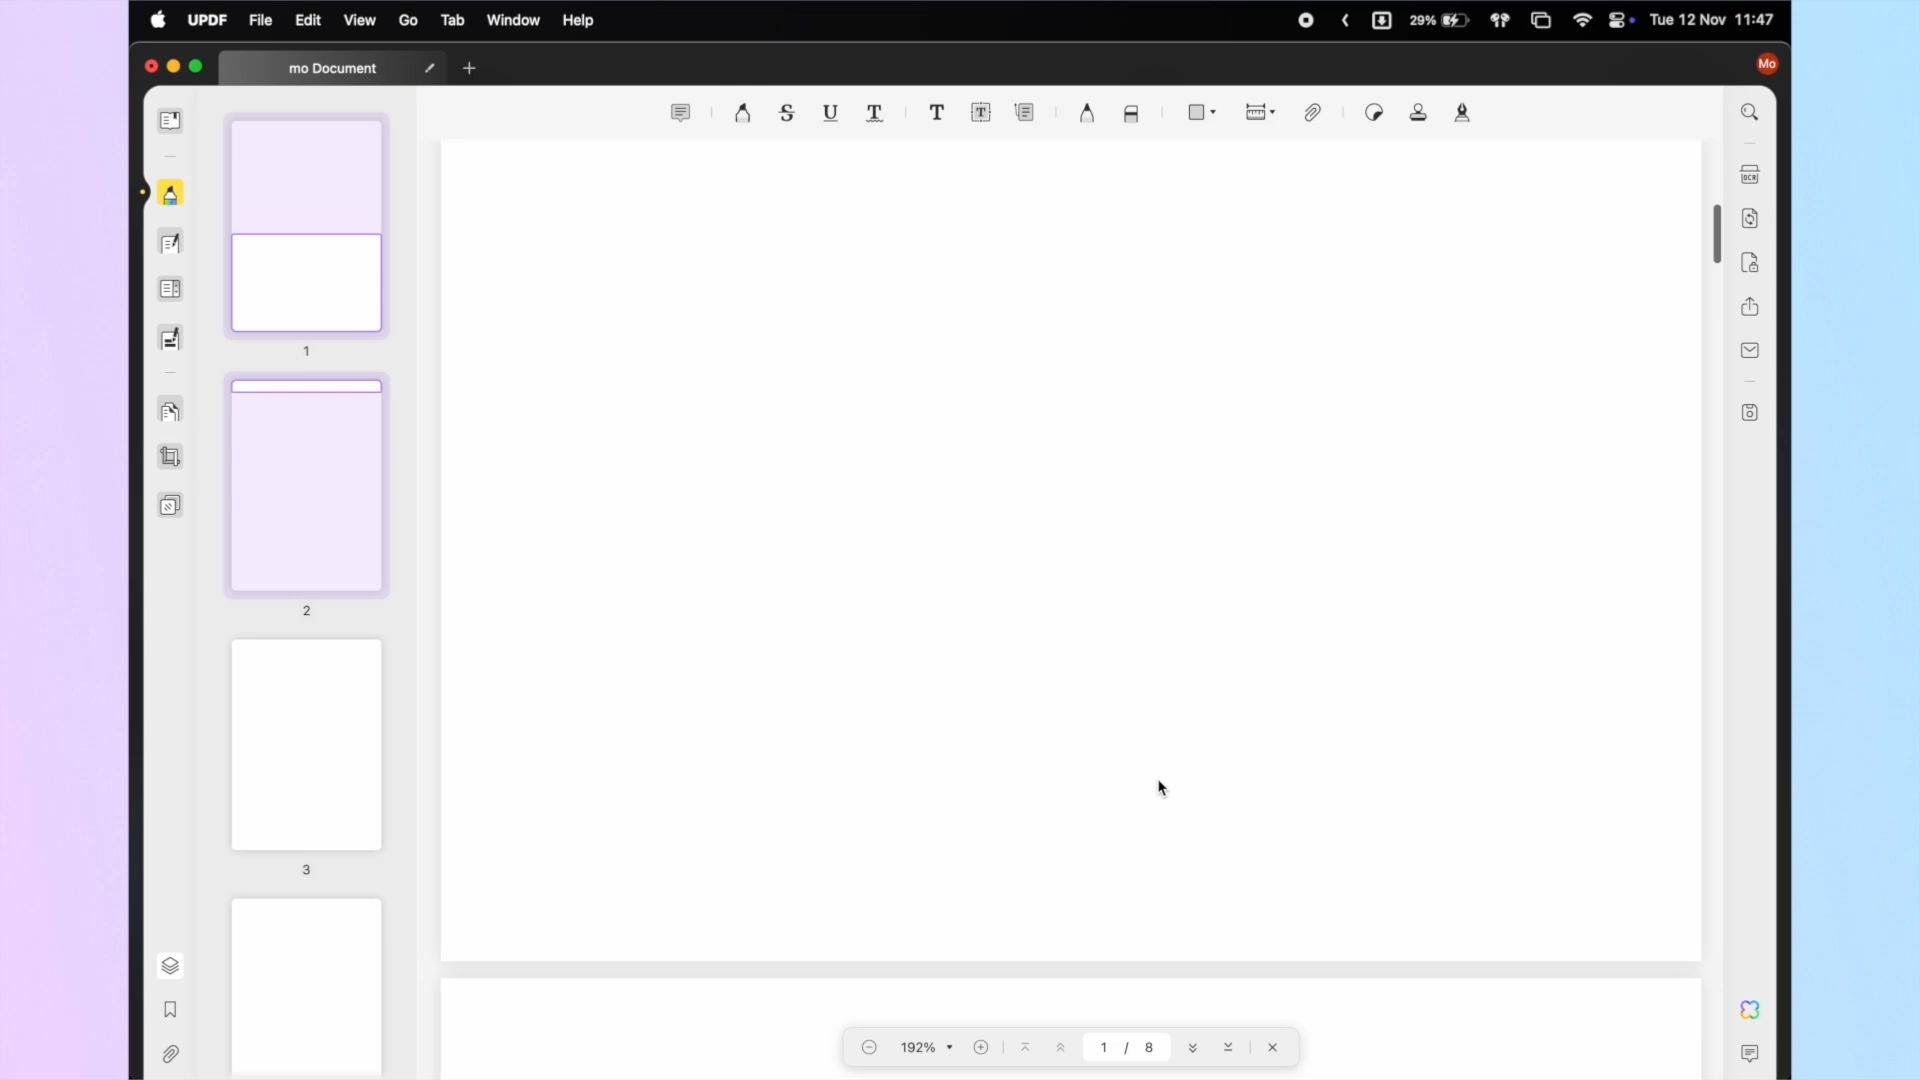 UPDF File Edit View Go Tab Window Help 29% Tue 12 Nov 11:47
mo Document Mo
S U T T T
OCR
1
2
3
192% 1 / 8